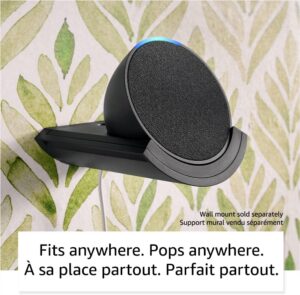 Wall mount sold separately
Support mural vendu séparément
Fits anywhere. Pops anywhere.
À sa place partout. Parfait partout.